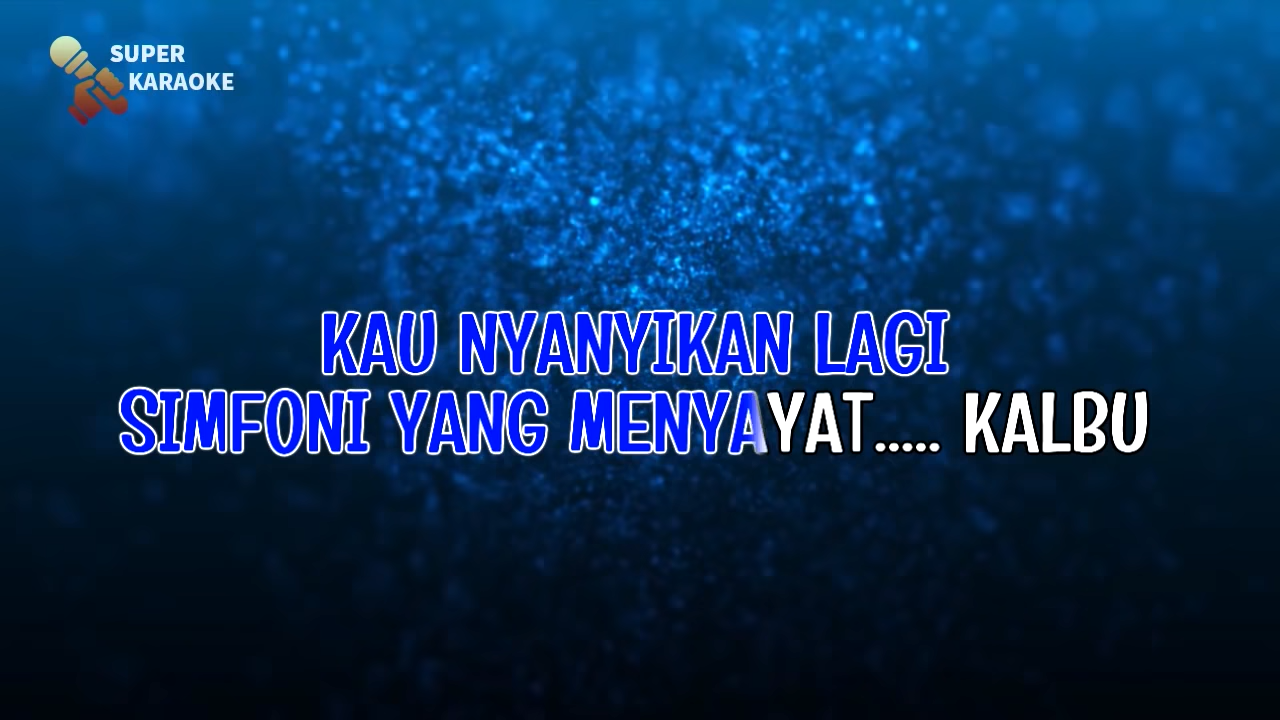 SUPER
KARAOKE
KAU NYANYIKAN LAGI
SIMFONI YANG MENYAYAT..... KALBU